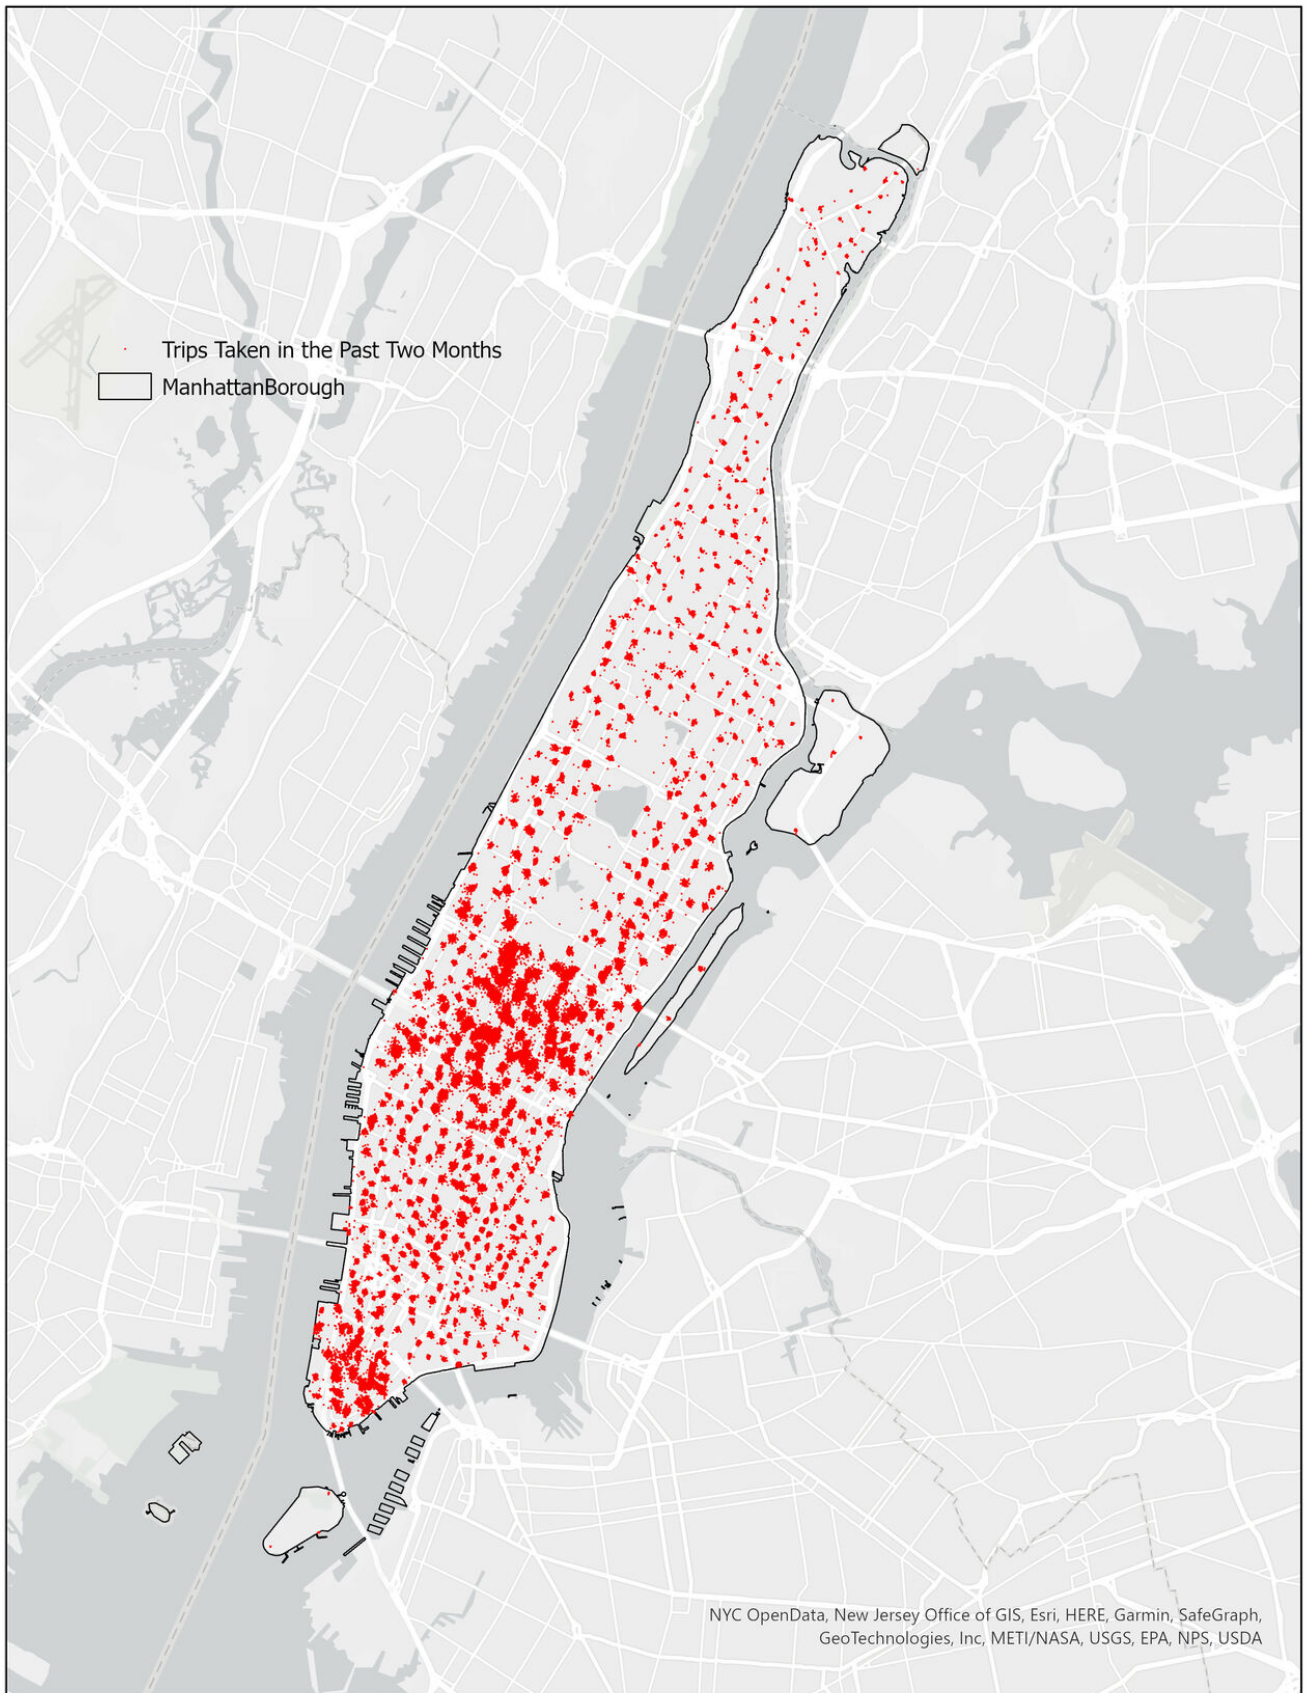 Trips Taken in the Past Two Months
ManhattanBorough
NYC OpenData, New Jersey Office of GIS, Esri, HERE, Garmin, SafeGraph,
GeoTechnologies, Inc, METI/NASA, USGS, EPA, NPS, USDA